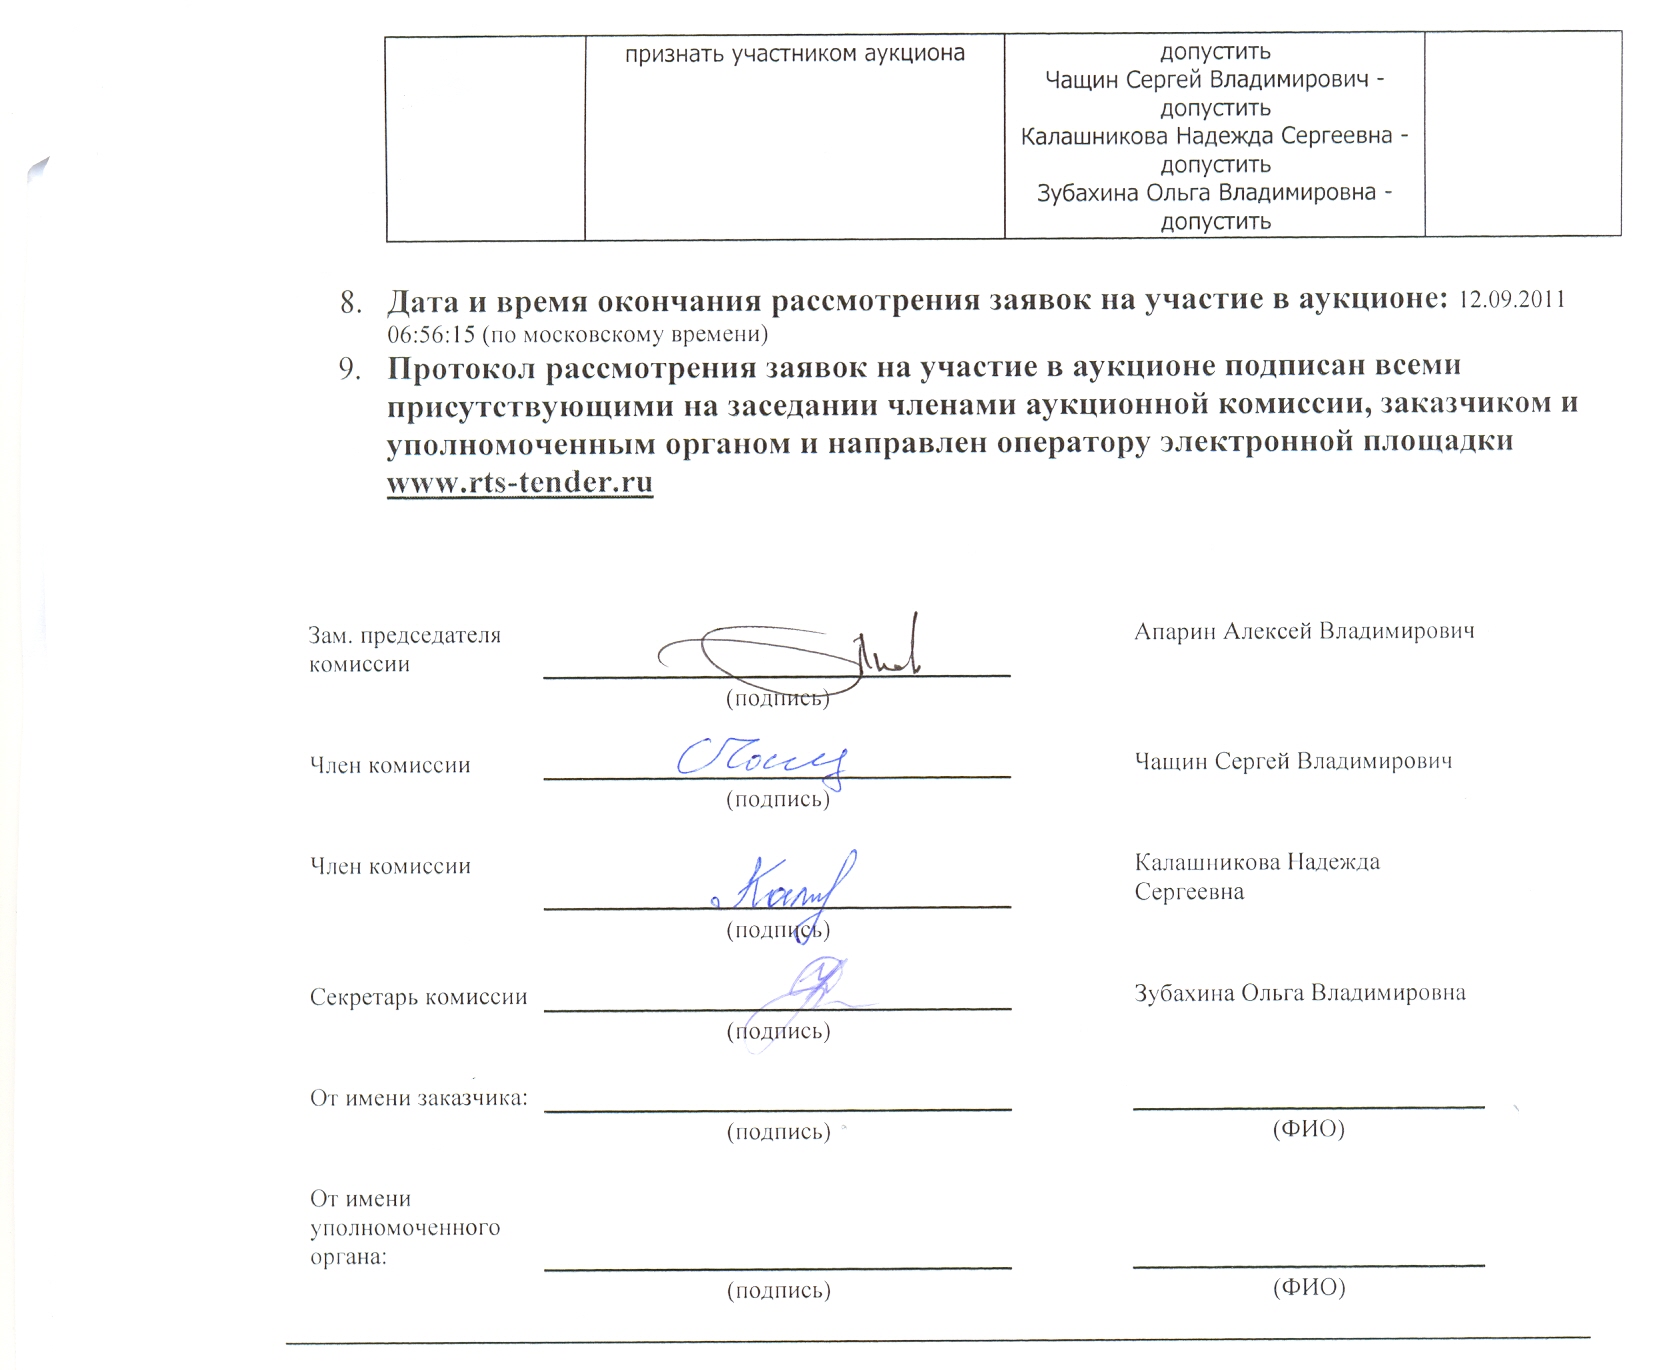 признать участником аукциона
допустить
Чащин Сергей Владимирович -
допустить
Калашникова Надежда Сергеевна -
допустить
Зубахина Ольга Владимировна -
допустить
8. Дата и время окончания рассмотрения заявок на участие в аукционе: 12.09.2011
06:56:15 (по московскому времени)
9. Протокол рассмотрения заявок на участие в аукционе подписан всеми
присутствующими на заседании членами аукционной комиссии, заказчиком и
уполномоченным органом и направлен оператору электронной площадки
www.rts-tender.ru
Зам. председателя
комиссии
Апарин Алексей Владимирович
(подпись)
Член комиссии
Чащин Сергей Владимирович
(подпись)
Член комиссии
Калашникова Надежда
Сергеевна
(подпись)
Секретарь комиссии
Зубахина Ольга Владимировна
(подпись)
От имени заказчика:
(подпись)
(ФИО)
От имени
уполномоченного
органа:
(подпись)
(ФИО)